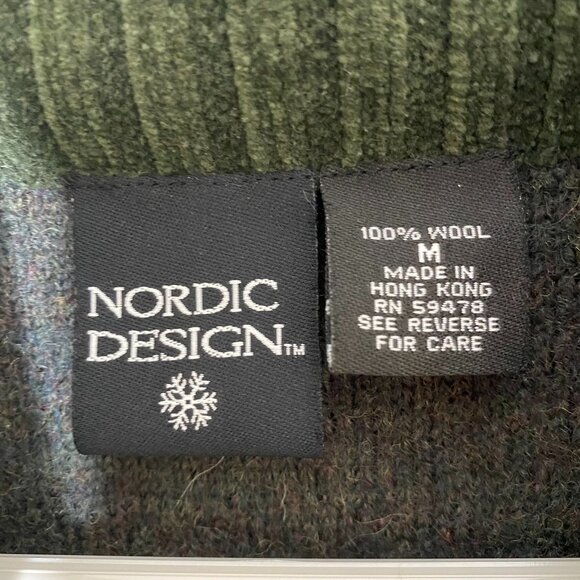 NORDIC
DESIGN™
100% WOOL
M
MADE IN
HONG KONG
RN 59478
SEE REVERSE
FOR CARE